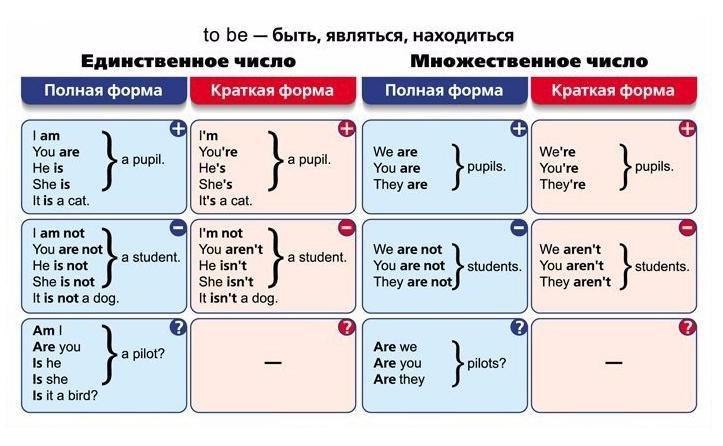 to be — быть, являться, находиться
Единственное число
Множественное число
Полная форма
Краткая форма
Полная форма
Краткая форма
+
I am
You are
He is
She is
a pupil.
It is a cat.
+
I'm
You're
He's
She's
a pupil.
It's a cat.
+
We are
You are
They are
pupils.
+
We're
You're
They're
pupils.
−
I am not
You are not
He is not
She is not
a student.
It is not a dog.
−
I'm not
You aren't
He isn't
She isn't
a student.
It isn't a dog.
−
We are not
You are not
They are not
students.
−
We aren't
You aren't
They aren't
students.
?
Am I
Are you
Is he
Is she
a pilot?
Is it a bird?
?
—
?
Are we
Are you
Are they
pilots?
?
—